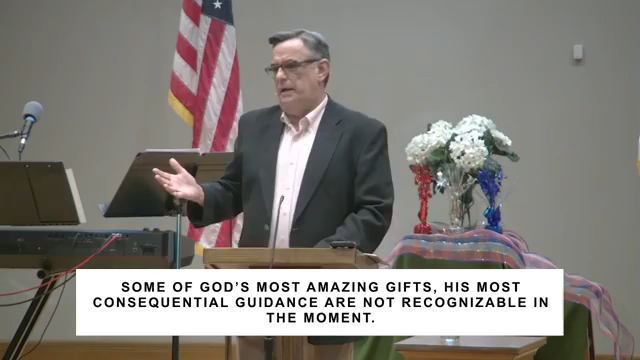 SOME OF GOD'S MOST AMAZING GIFTS, HIS MOST
CONSEQUENTIAL GUIDANCE ARE NOT RECOGNIZABLE IN
THE MOMENT.